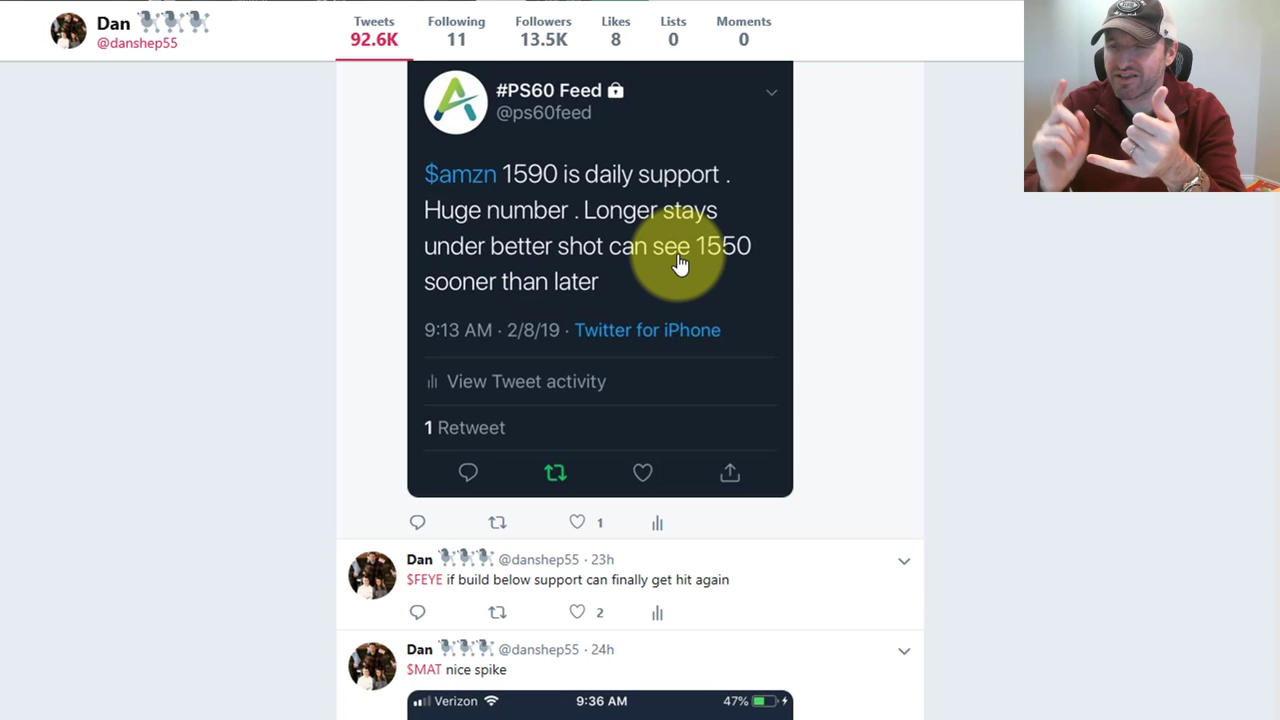 Dan
@danshep55
Tweets Following Followers Likes Lists Moments
92.6K 11 13.5K 8 0 0
#PS60 Feed
@ps60feed
$amzn 1590 is daily support .
Huge number . Longer stays
under better shot can see 1550
sooner than later
9:13 AM · 2/8/19 · Twitter for iPhone
View Tweet activity
1 Retweet
1
Dan @danshep55 · 23h
$FEYE if build below support can finally get hit again
2
Dan @danshep55 · 24h
$MAT nice spike
Verizon 9:36 AM 47%